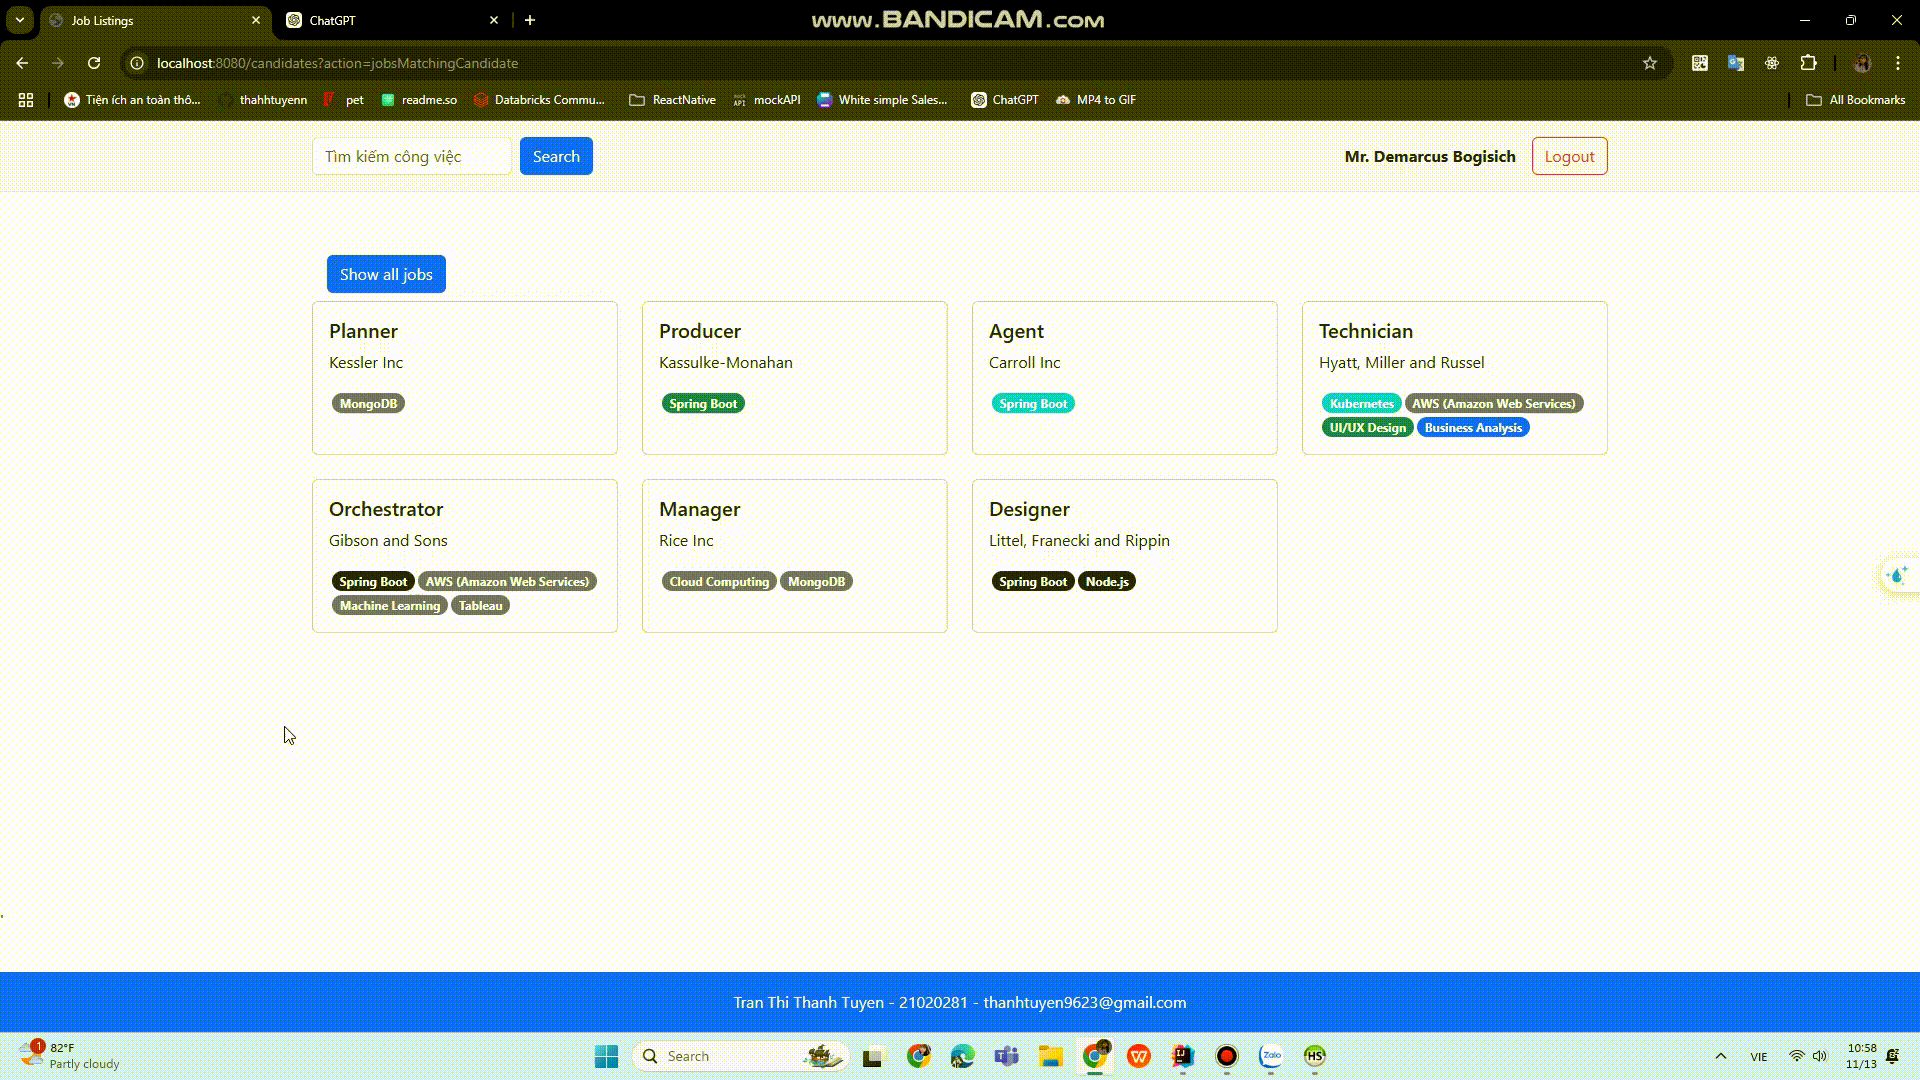 Job Listings
ChatGPT
www.BANDICAM.com
localhost:8080/candidates?action=jobsMatchingCandidate
Tiện ích an toàn thô...
thahhtuyenn
pet
readme.so
Databricks Commu...
ReactNative
mockAPI
White simple Sales...
ChatGPT
MP4 to GIF
All Bookmarks
Tìm kiếm công việc
Search
Mr. Demarcus Bogisich
Logout
Show all jobs
Planner
Kessler Inc
MongoDB
Producer
Kassulke-Monahan
Spring Boot
Agent
Carroll Inc
Spring Boot
Technician
Hyatt, Miller and Russel
Kubernetes AWS (Amazon Web Services)
UI/UX Design Business Analysis
Orchestrator
Gibson and Sons
Spring Boot AWS (Amazon Web Services)
Machine Learning Tableau
Manager
Rice Inc
Cloud Computing MongoDB
Designer
Littel, Franecki and Rippin
Spring Boot Node.js
Tran Thi Thanh Tuyen - 21020281 - thanhtuyen9623@gmail.com
1
82°F
Partly cloudy
Search
Zalo
HS
VIE
10:58
11/13